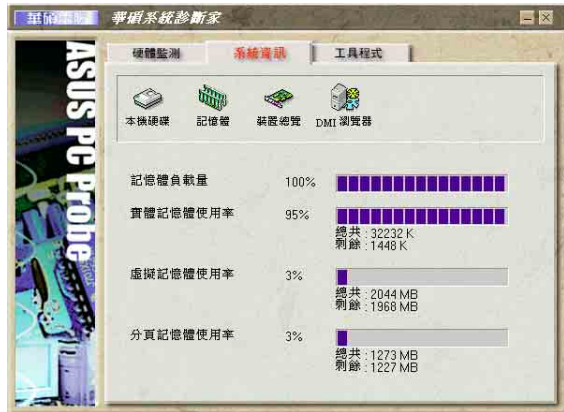 華碩系統診斷家
硬體監測 系統資訊 工具程式
ASUS PC Probe
本機硬碟 記憶體 裝置總覽 DMI 瀏覽器
記憶體負載量 100%
實體記憶體使用率 95%
總共 : 32232 K
剩餘 : 1448 K
虛擬記憶體使用率 3%
總共 : 2044 MB
剩餘 : 1968 MB
分頁記憶體使用率 3%
總共 : 1273 MB
剩餘 : 1227 MB